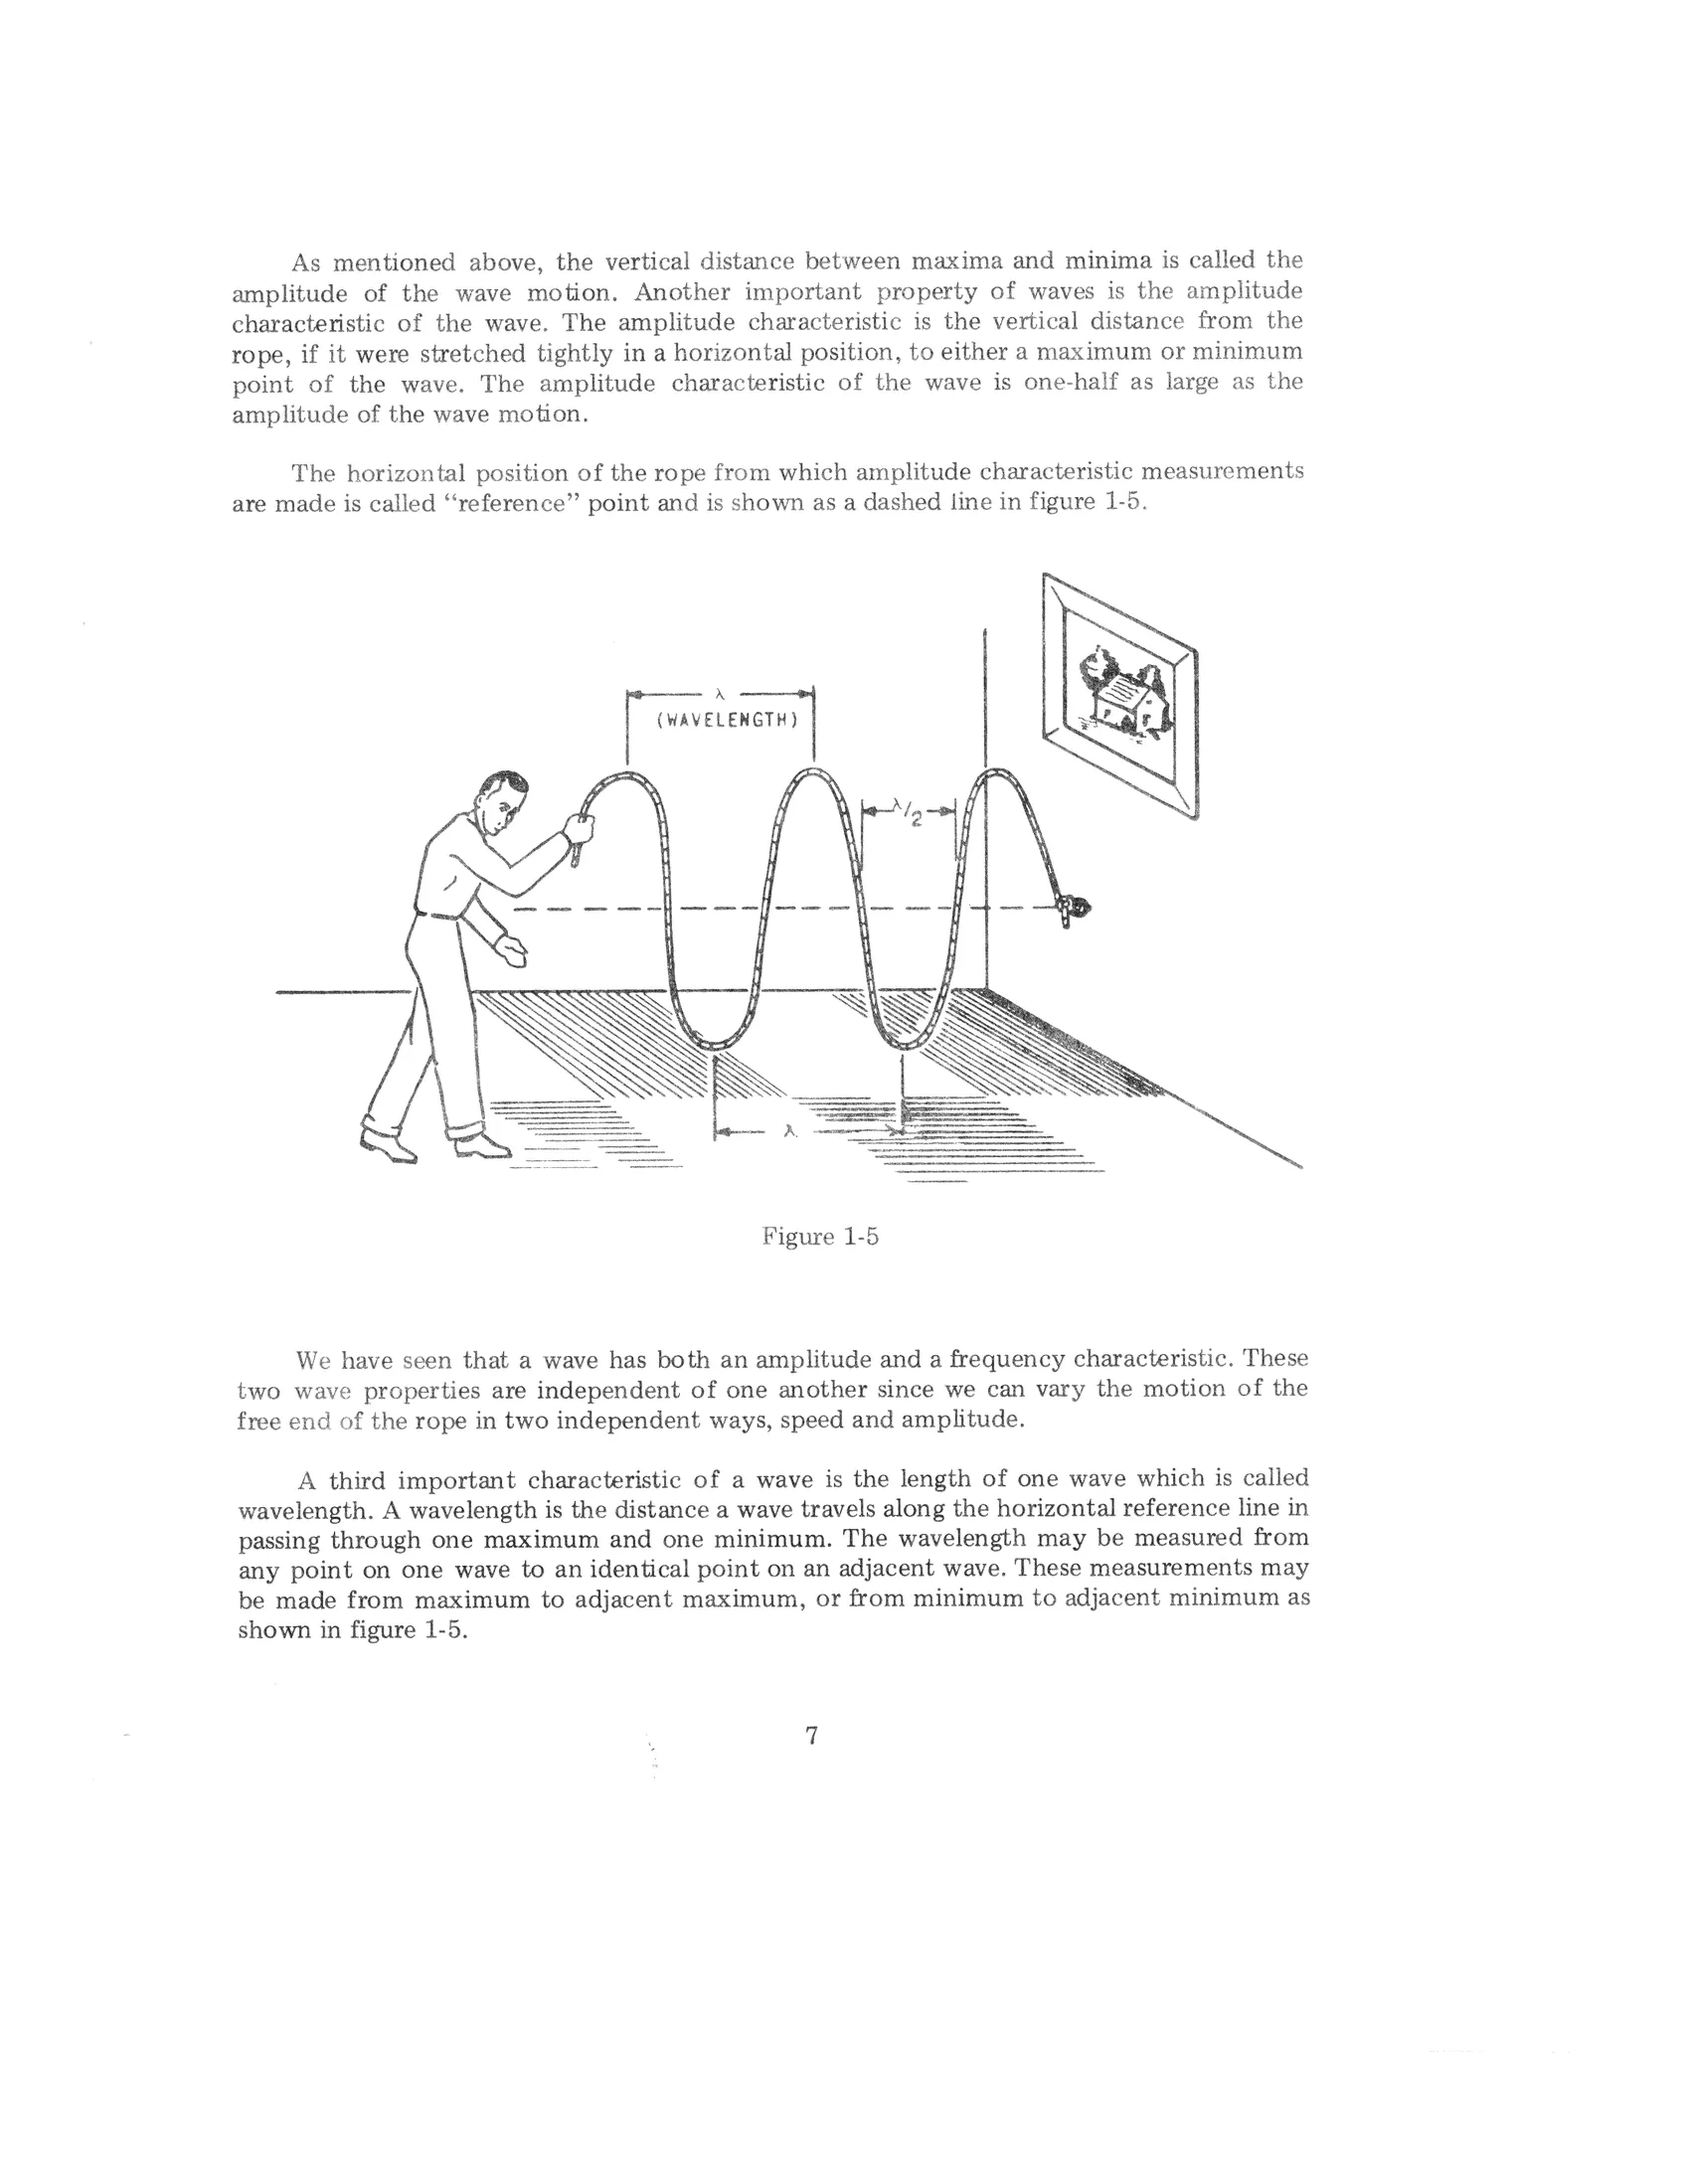 As mentioned above, the vertical distance between maxima and minima is called the
amplitude of the wave motion. Another important property of waves is the amplitude
characteristic of the wave. The amplitude characteristic is the vertical distance from the
rope, if it were stretched tightly in a horizontal position, to either a maximum or minimum
point of the wave. The amplitude characteristic of the wave is one-half as large as the
amplitude of the wave motion.
The horizontal position of the rope from which amplitude characteristic measurements
are made is called “reference” point and is shown as a dashed line in figure 1-5.
λ
(WAVELENGTH)
λ/2
λ
Figure 1-5
We have seen that a wave has both an amplitude and a frequency characteristic. These
two wave properties are independent of one another since we can vary the motion of the
free end of the rope in two independent ways, speed and amplitude.
A third important characteristic of a wave is the length of one wave which is called
wavelength. A wavelength is the distance a wave travels along the horizontal reference line in
passing through one maximum and one minimum. The wavelength may be measured from
any point on one wave to an identical point on an adjacent wave. These measurements may
be made from maximum to adjacent maximum, or from minimum to adjacent minimum as
shown in figure 1-5.
7